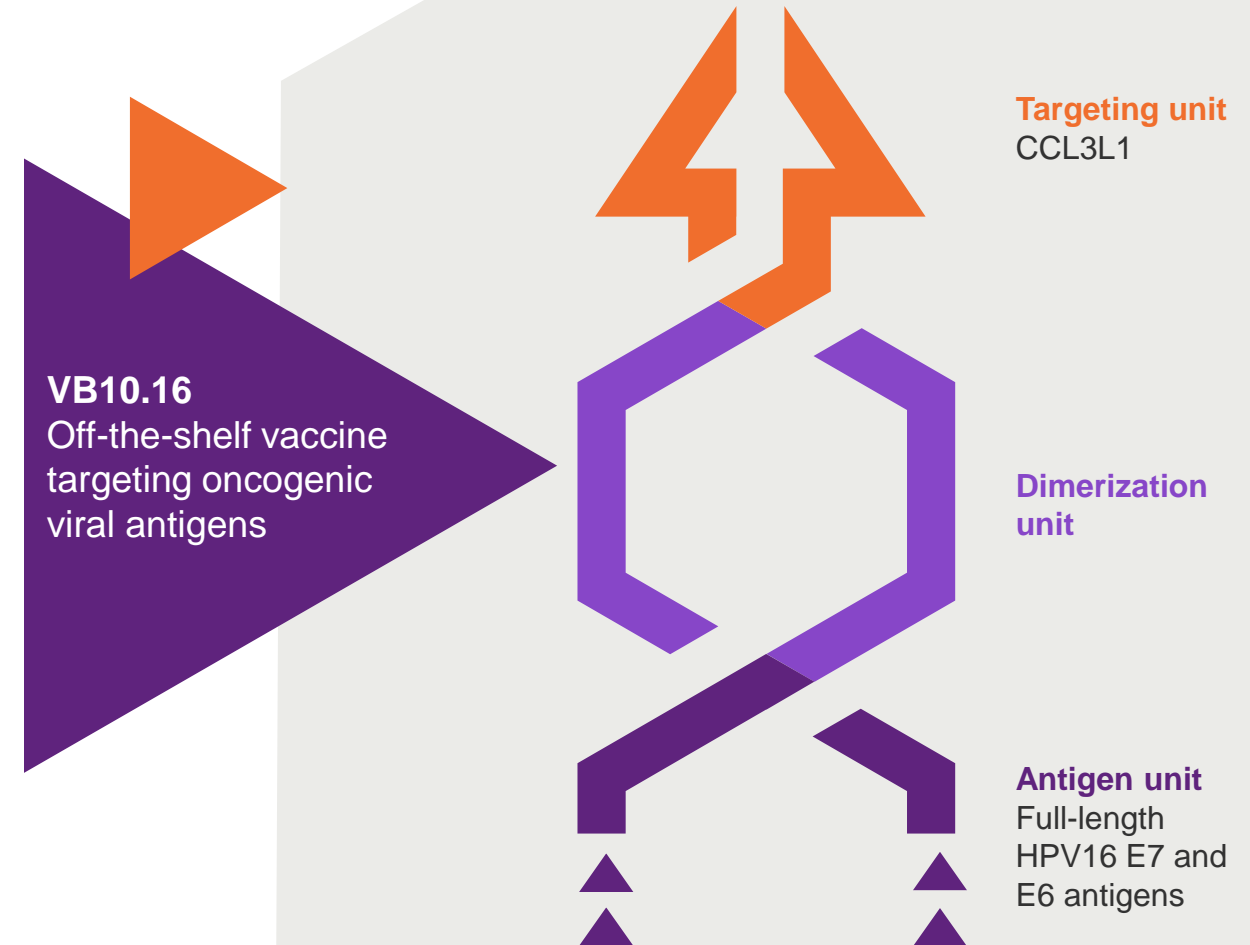 VB10.16
Off-the-shelf vaccine
targeting oncogenic
viral antigens
Targeting unit
CCL3L1
Dimerization
unit
Antigen unit
Full-length
HPV16 E7 and
E6 antigens